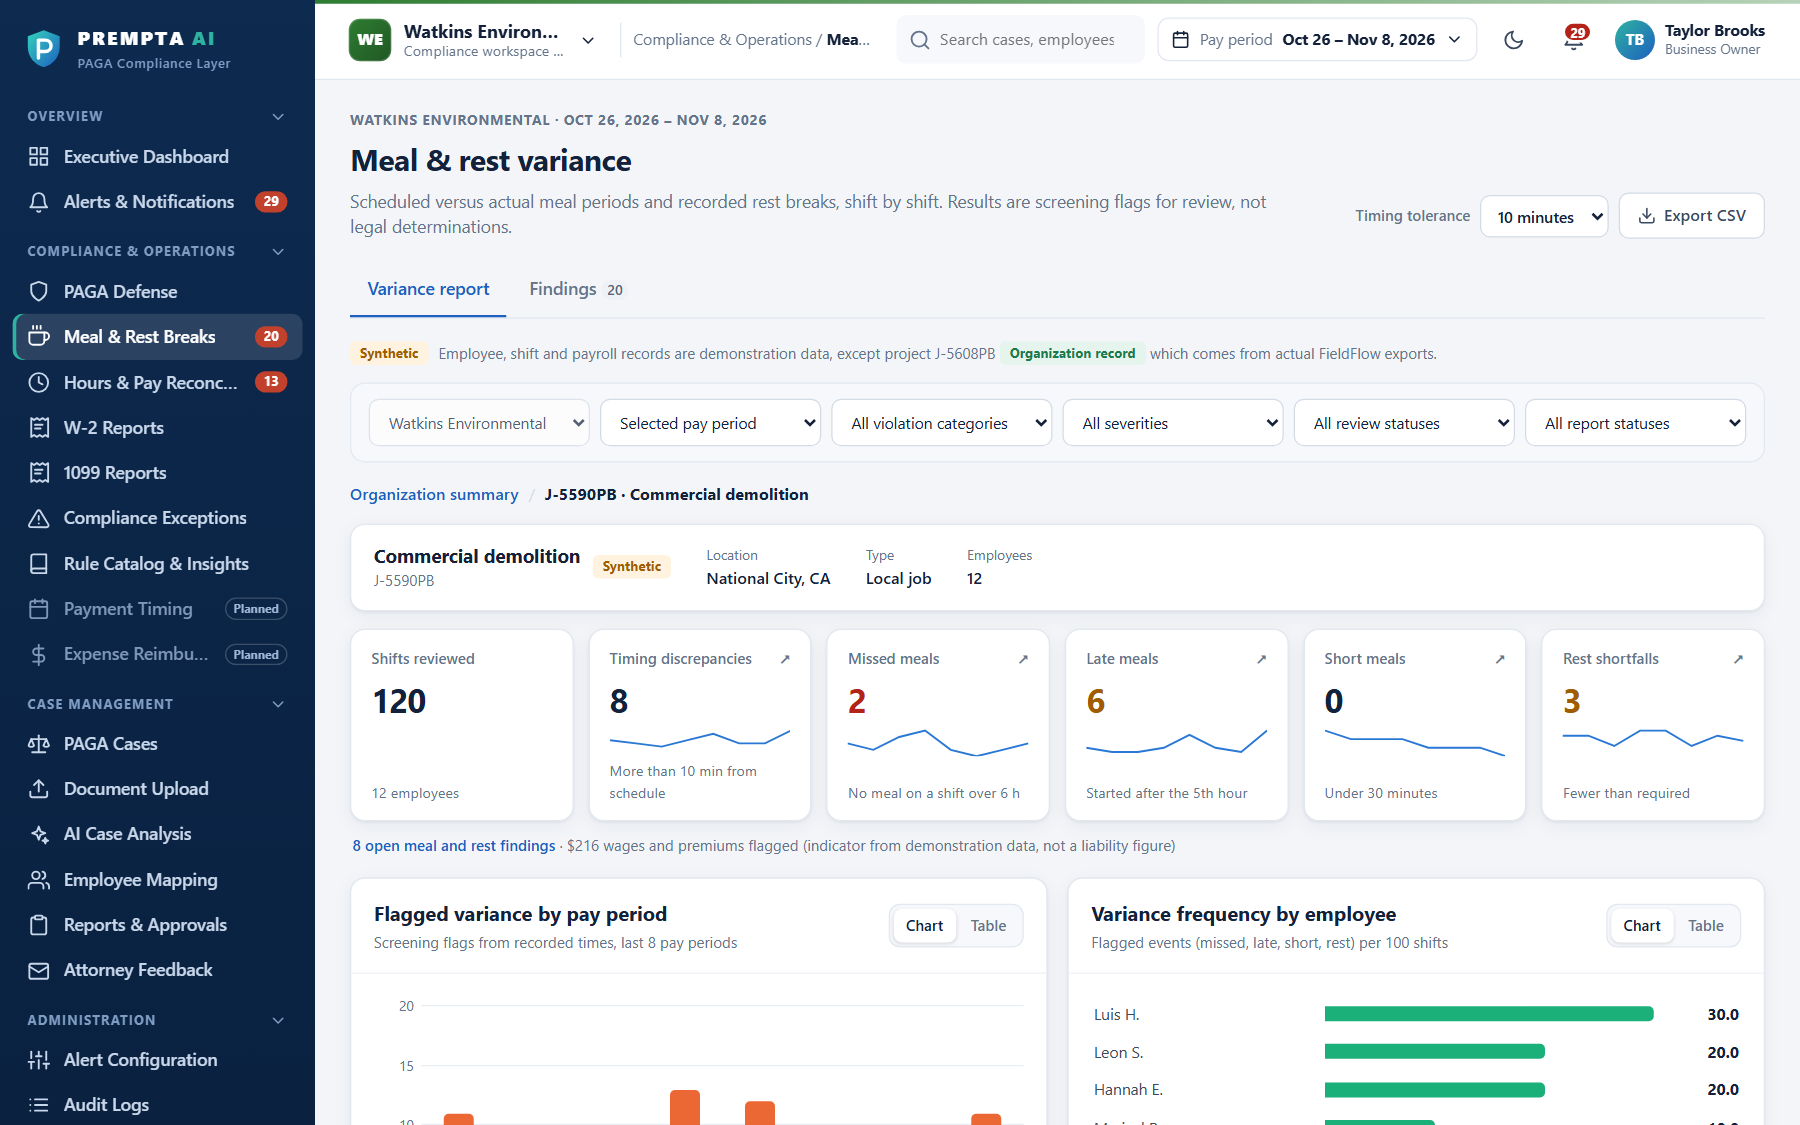 PREMPTA AI
PAGA Compliance Layer
OVERVIEW
Executive Dashboard
Alerts & Notifications 29
COMPLIANCE & OPERATIONS
PAGA Defense
Meal & Rest Breaks 20
Hours & Pay Reconc... 13
W-2 Reports
1099 Reports
Compliance Exceptions
Rule Catalog & Insights
Payment Timing Planned
Expense Reimbu... Planned
CASE MANAGEMENT
PAGA Cases
Document Upload
AI Case Analysis
Employee Mapping
Reports & Approvals
Attorney Feedback
ADMINISTRATION
Alert Configuration
Audit Logs
WE
Watkins Environ...
Compliance workspace ...
Compliance & Operations / Mea...
Search cases, employees
Pay period Oct 26 – Nov 8, 2026
29
TB
Taylor Brooks
Business Owner
WATKINS ENVIRONMENTAL · OCT 26, 2026 – NOV 8, 2026
Meal & rest variance
Scheduled versus actual meal periods and recorded rest breaks, shift by shift. Results are screening flags for review, not
legal determinations.
Timing tolerance 10 minutes Export CSV
Variance report Findings 20
Synthetic Employee, shift and payroll records are demonstration data, except project J-5608PB Organization record which comes from actual FieldFlow exports.
Watkins Environmental Selected pay period All violation categories All severities All review statuses All report statuses
Organization summary / J-5590PB · Commercial demolition
Commercial demolition
J-5590PB
Synthetic
Location
National City, CA
Type
Local job
Employees
12
Shifts reviewed
120
12 employees
Timing discrepancies ↗
8
More than 10 min from
schedule
Missed meals ↗
2
No meal on a shift over 6 h
Late meals ↗
6
Started after the 5th hour
Short meals ↗
0
Under 30 minutes
Rest shortfalls ↗
3
Fewer than required
8 open meal and rest findings · $216 wages and premiums flagged (indicator from demonstration data, not a liability figure)
Flagged variance by pay period
Screening flags from recorded times, last 8 pay periods
Chart Table
20
15
10
Variance frequency by employee
Flagged events (missed, late, short, rest) per 100 shifts
Chart Table
Luis H. 30.0
Leon S. 20.0
Hannah E. 20.0